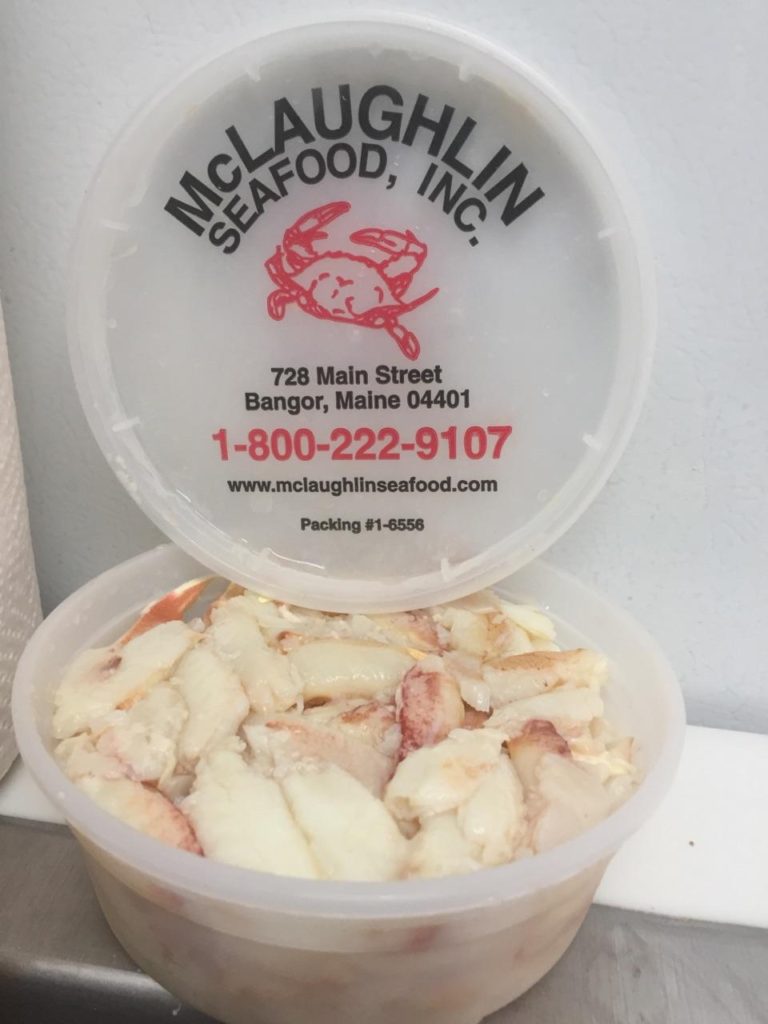 McLAUGHLIN
SEAFOOD, INC.
728 Main Street
Bangor, Maine 04401
1-800-222-9107
www.mclaughlinseafood.com
Packing #1-6556